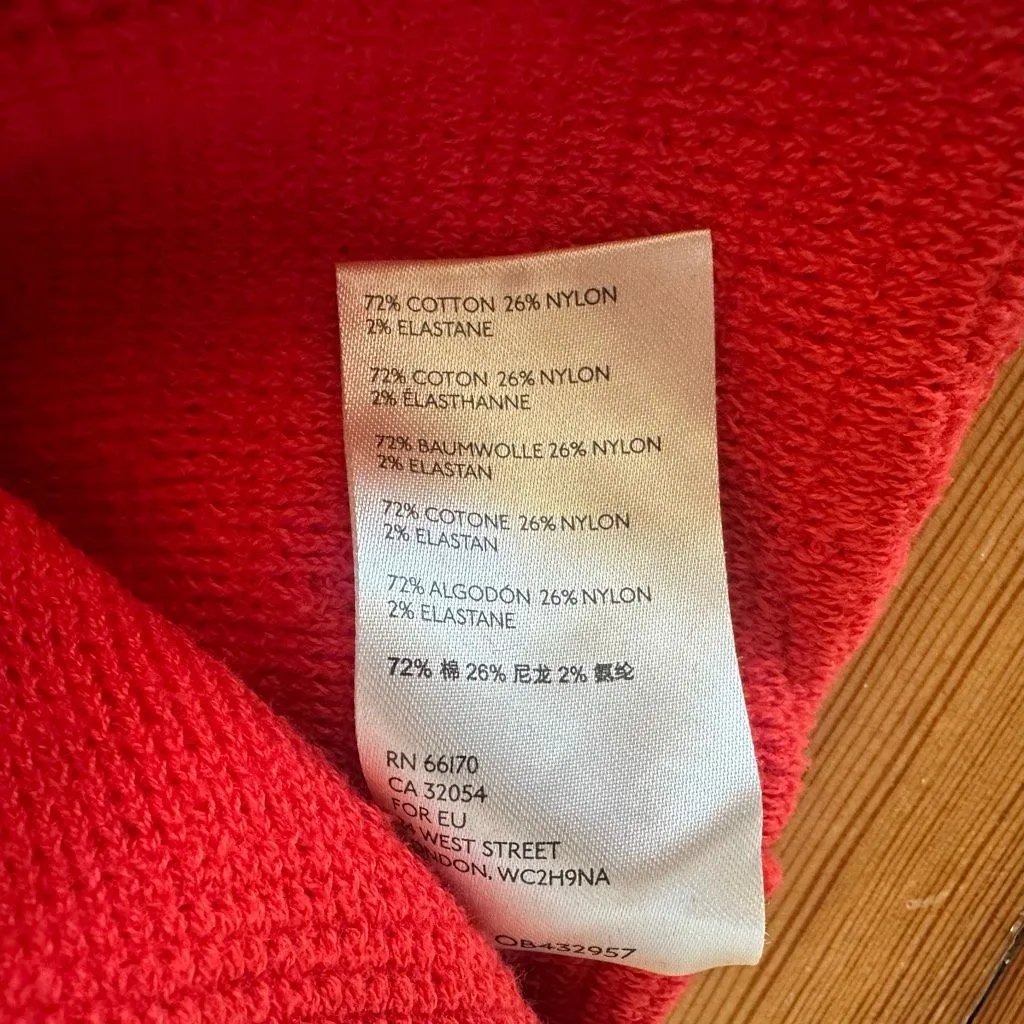 72% COTTON 26% NYLON
2% ELASTANE
72% COTON 26% NYLON
2% ÉLASTHANNE
72% BAUMWOLLE 26% NYLON
2% ELASTAN
72% COTONE 26% NYLON
2% ELASTAN
72% ALGODÓN 26% NYLON
2% ELASTANE
72% 棉 26% 尼龙 2% 氨纶
RN 66170
CA 32054
FOR EU
WEST STREET
WC2H9NA
OB432957